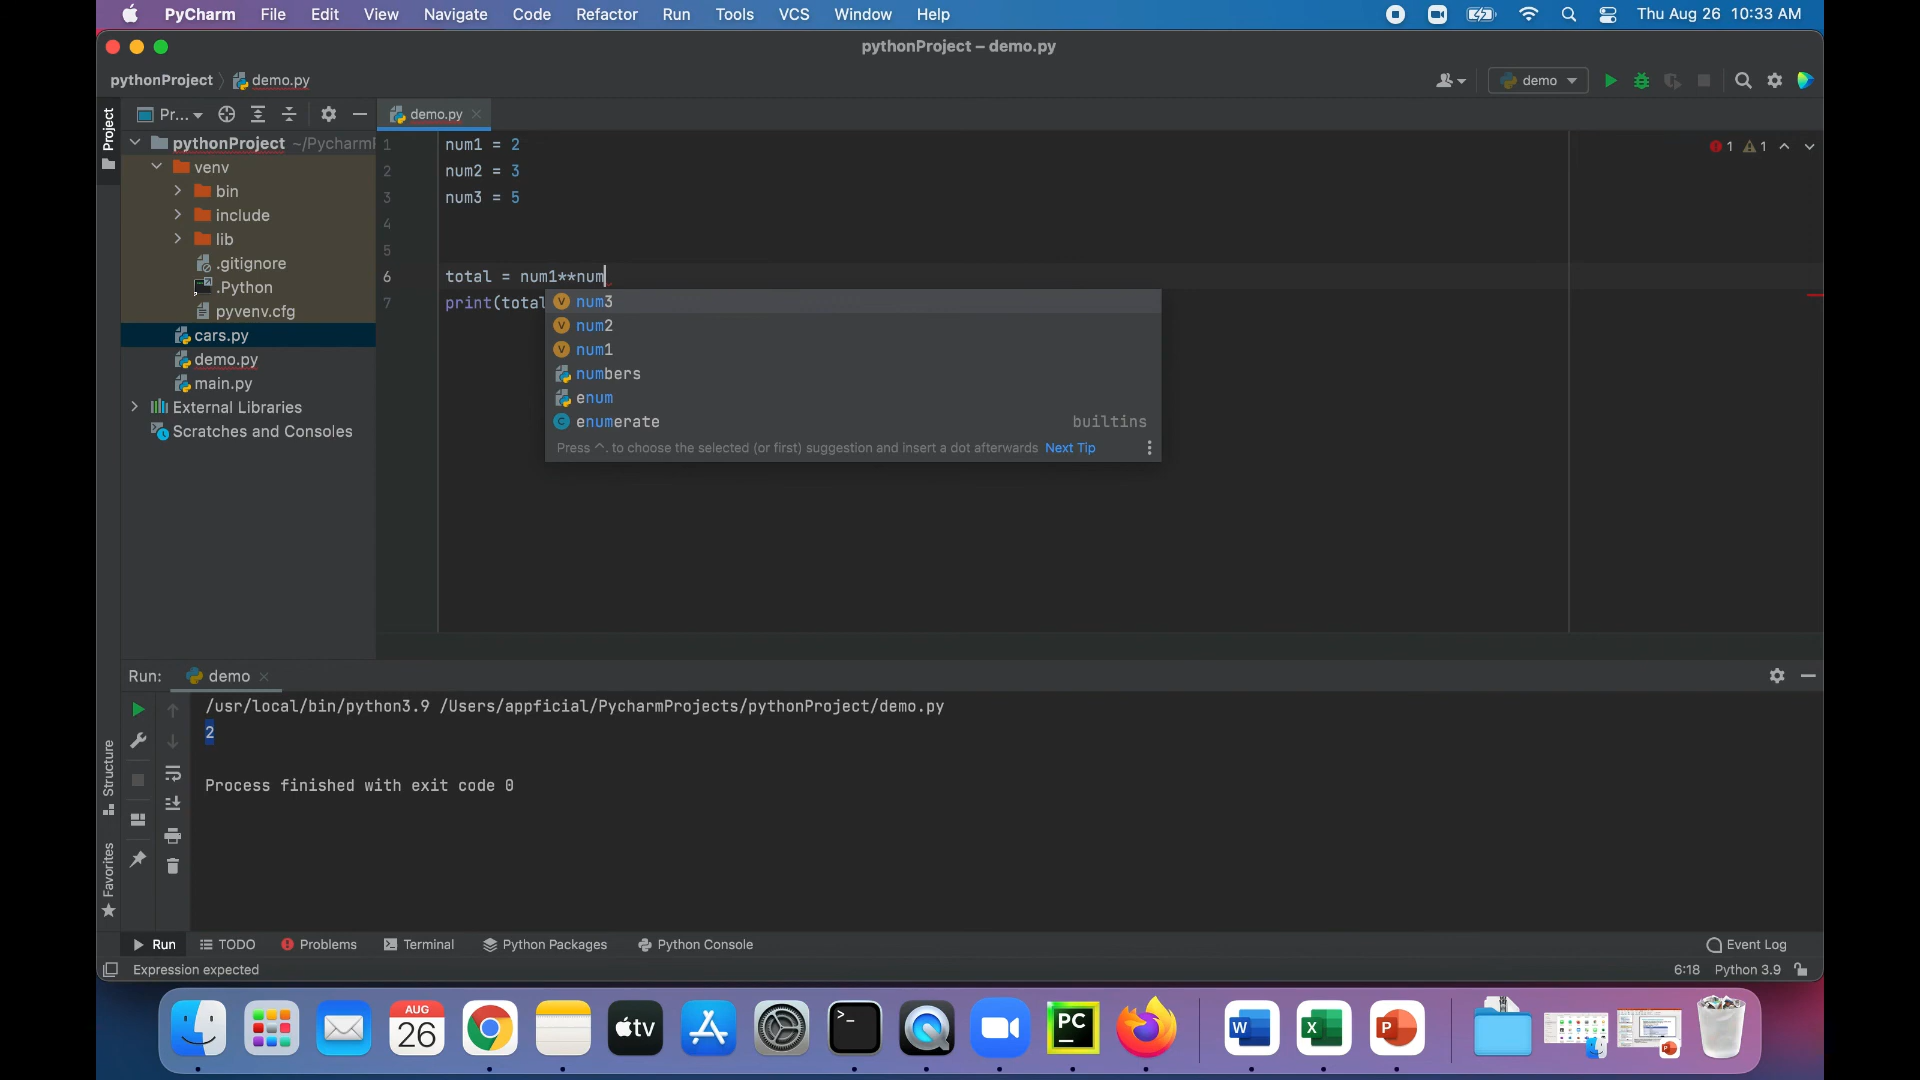 PyCharm File Edit View Navigate Code Refactor Run Tools VCS Window Help Thu Aug 26 10:33 AM
pythonProject – demo.py
pythonProject demo.py demo
Project
Pr... demo.py
pythonProject ~/Pycharm
venv
bin
include
lib
.gitignore
.Python
pyvenv.cfg
cars.py
demo.py
main.py
External Libraries
Scratches and Consoles
1 num1 = 2
2 num2 = 3
3 num3 = 5
4
5
6 total = num1**num
7 print(total
1 1
num3
num2
num1
numbers
enum
enumerate builtins
Press ^. to choose the selected (or first) suggestion and insert a dot afterwards Next Tip
Run: demo
/usr/local/bin/python3.9 /Users/appficial/PycharmProjects/pythonProject/demo.py
2
Process finished with exit code 0
Structure
Favorites
Run TODO Problems Terminal Python Packages Python Console Event Log
Expression expected 6:18 Python 3.9
AUG
26
tv
>_
PC
W
X
P